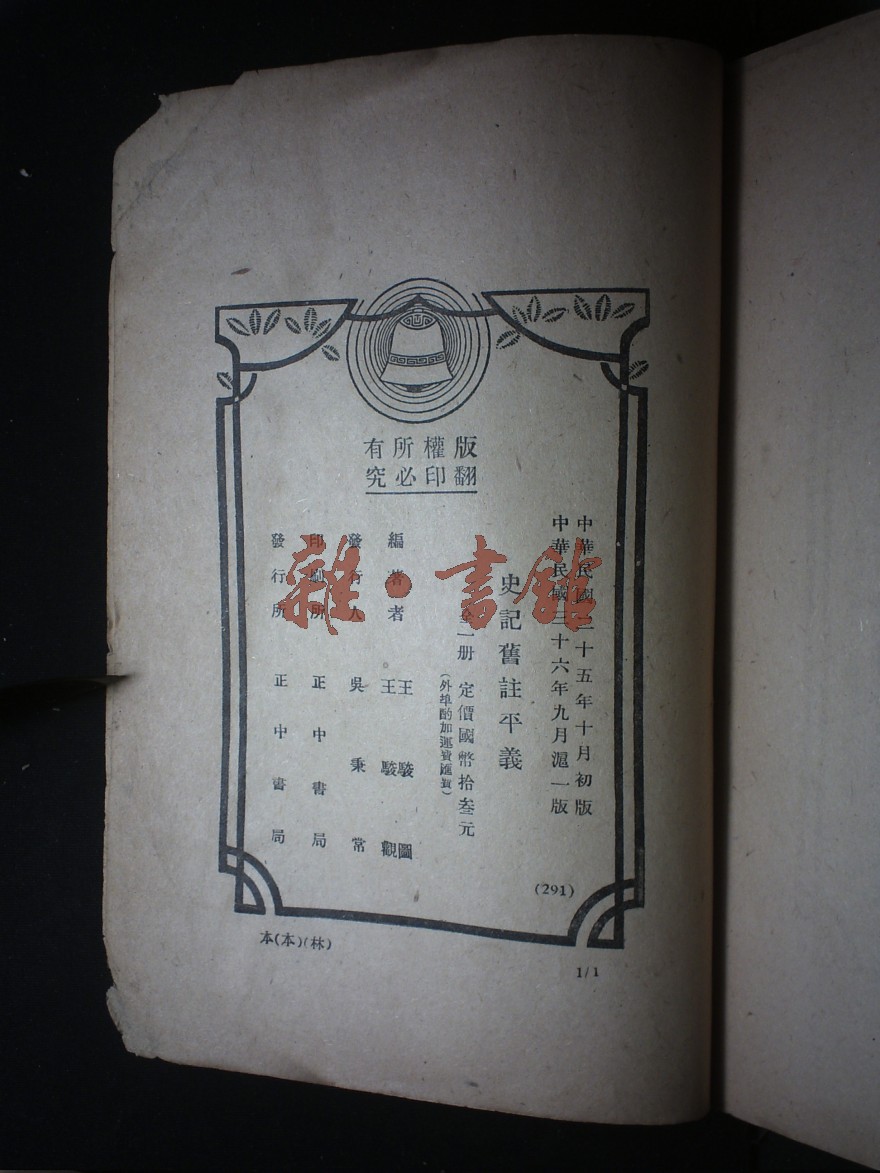 版權所有
翻印必究
中華民國二十五年十月初版
中華民國三十六年九月滬一版
(291)
史記舊註平義
全一册 定價國幣拾叁元
(外埠酌加運費匯費)
編著者 王駿圖
王駿觀
發行人 吳秉常
印刷所 正中書局
發行所 正中書局
本(本)(林)
1/1
雜·書館